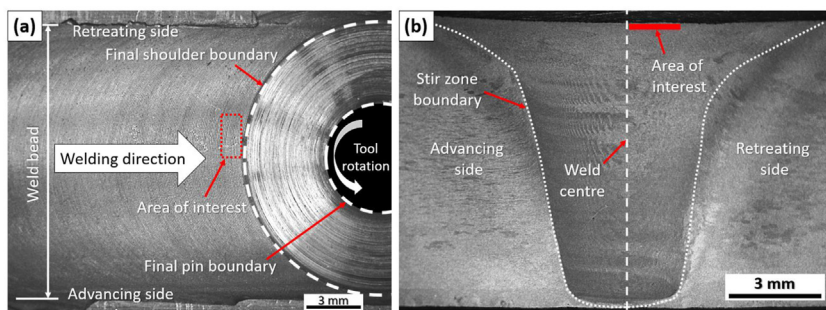 (a)
Retreating side
Final shoulder boundary
Weld bead
Welding direction
Tool
rotation
Area of interest
Final pin boundary
Advancing side
3 mm
(b)
Area of
interest
Stir zone
boundary
Advancing
side
Weld
centre
Retreating
side
3 mm